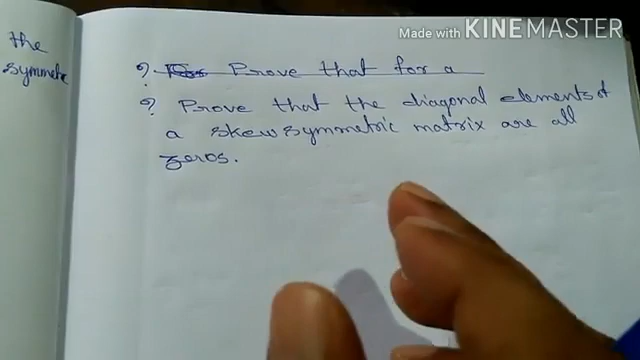 Made with KINEMASTER
the
symmetric
?. Prove that for a
? Prove that the diagonal elements of
a skew symmetric matrix are all
zeros.